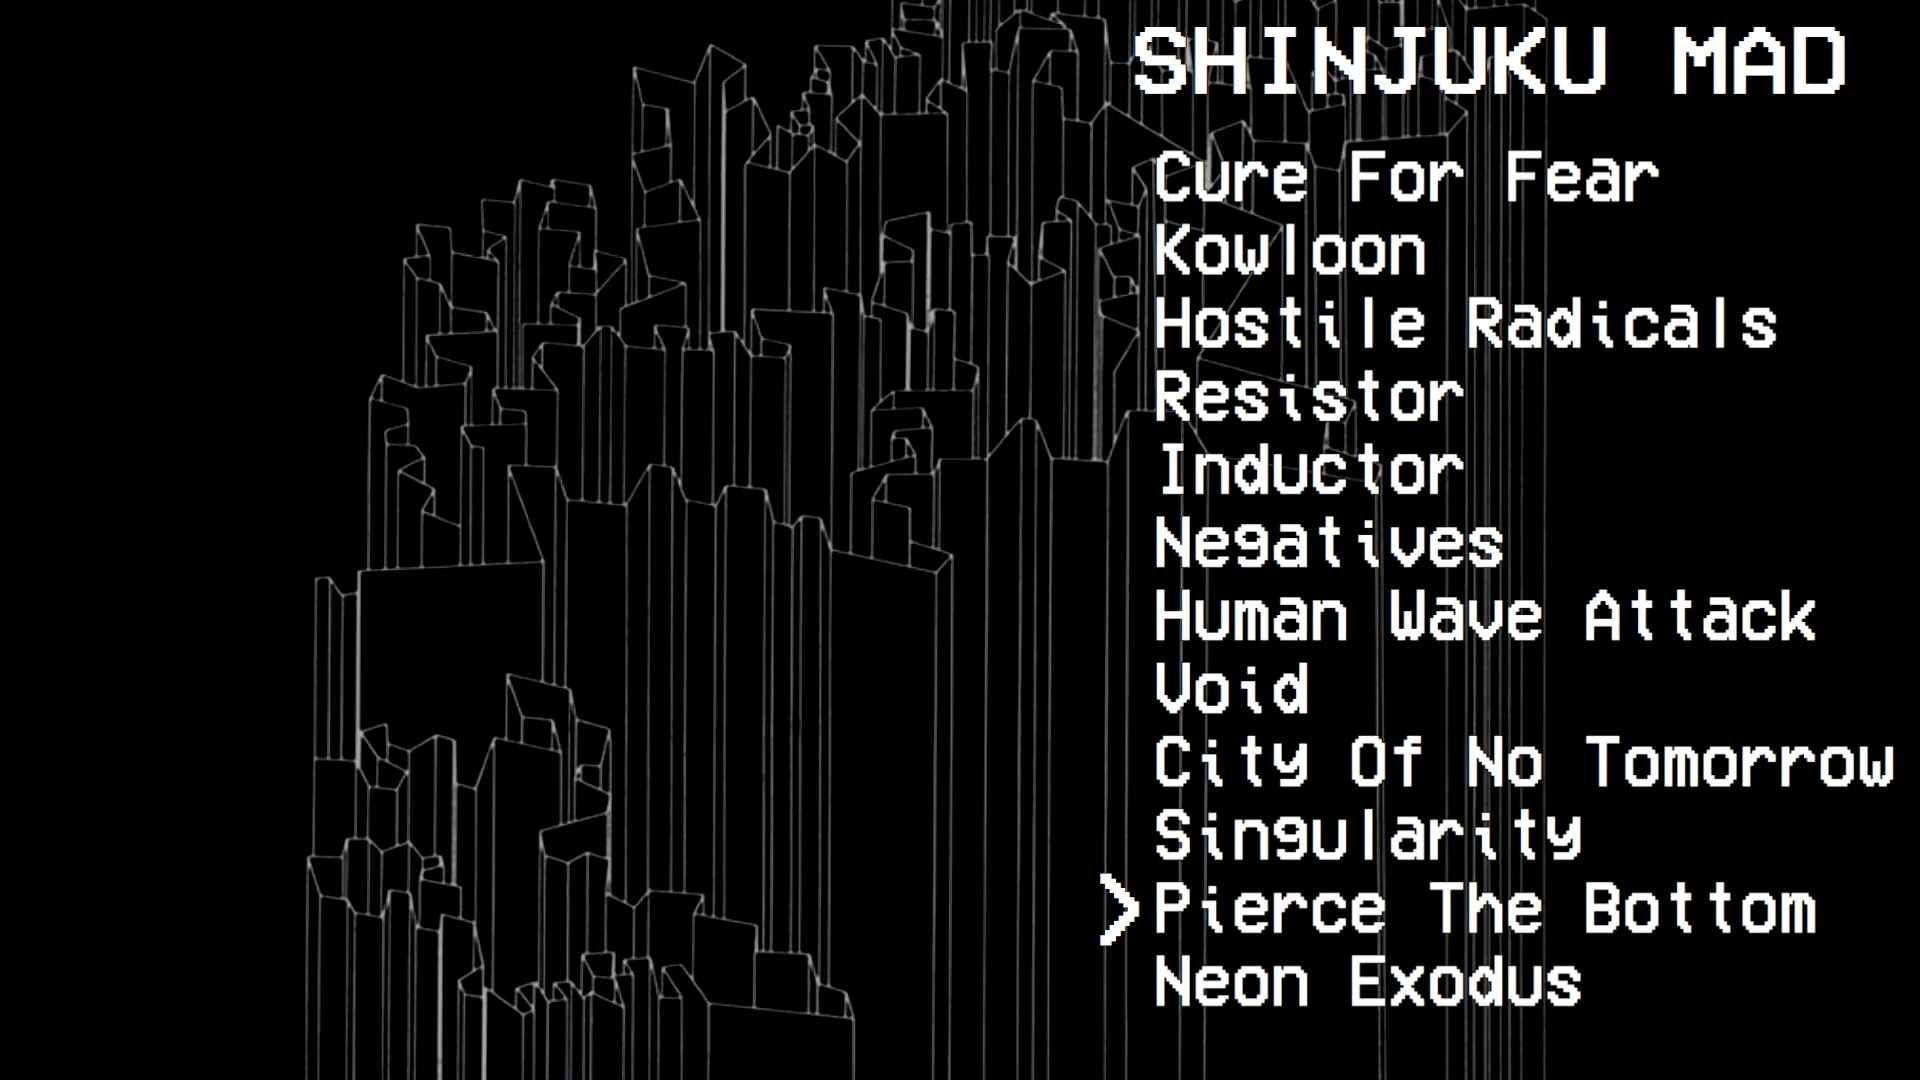 SHINJUKU MAD
Cure For Fear
Kowloon
Hostile Radicals
Resistor
Inductor
Negatives
Human Wave Attack
Void
City Of No Tomorrow
Singularity
>Pierce The Bottom
Neon Exodus